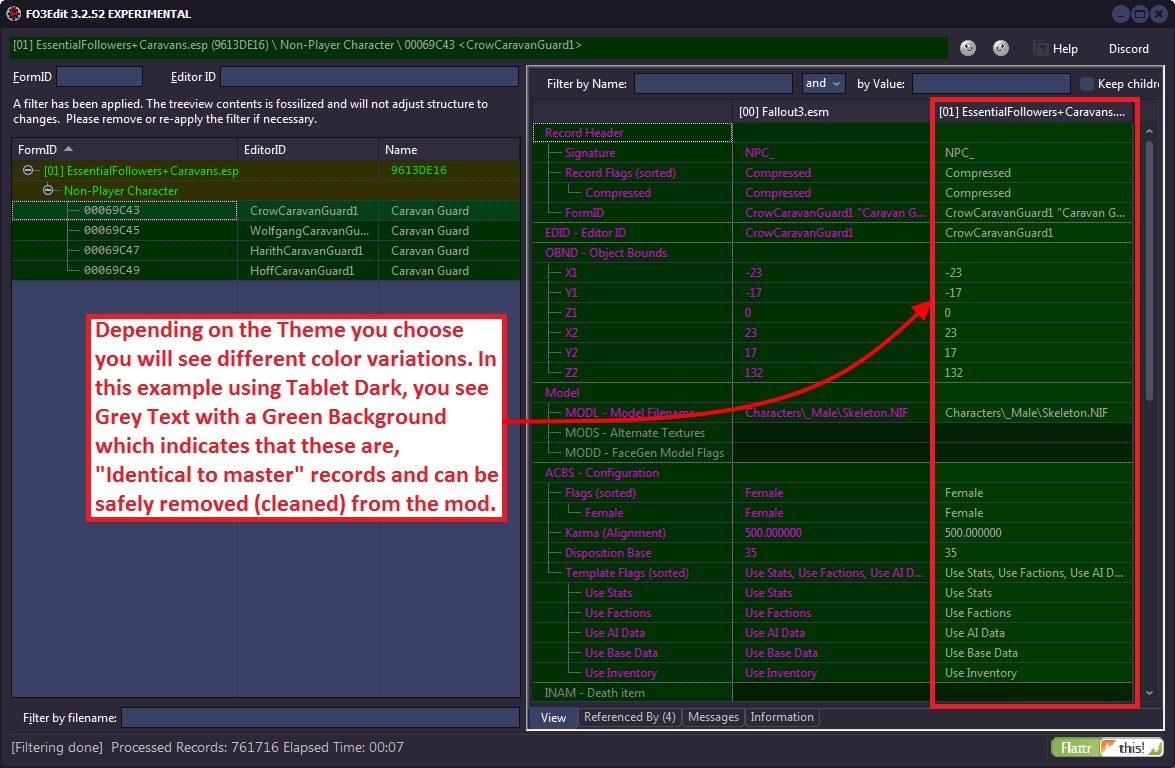 FO3Edit 3.2.52 EXPERIMENTAL
[01] EssentialFollowers+Caravans.esp (9613DE16) \ Non-Player Character \ 00069C43 <CrowCaravanGuard1>
Help
Discord
FormID
Editor ID
A filter has been applied. The treeview contents is fossilized and will not adjust structure to
changes. Please remove or re-apply the filter if necessary.
FormID EditorID Name
[01] EssentialFollowers+Caravans.esp 9613DE16
Non-Player Character
00069C43 CrowCaravanGuard1 Caravan Guard
00069C45 WolfgangCaravanGu... Caravan Guard
00069C47 HarithCaravanGuard1 Caravan Guard
00069C49 HoffCaravanGuard1 Caravan Guard
Depending on the Theme you choose
you will see different color variations. In
this example using Tablet Dark, you see
Grey Text with a Green Background
which indicates that these are,
"Identical to master" records and can be
safely removed (cleaned) from the mod.
Filter by filename:
Filter by Name: and by Value: Keep childre
[00] Fallout3.esm [01] EssentialFollowers+Caravans....
Record Header
Signature NPC_ NPC_
Record Flags (sorted) Compressed Compressed
Compressed Compressed Compressed
FormID CrowCaravanGuard1 "Caravan G... CrowCaravanGuard1 "Caravan G...
EDID - Editor ID CrowCaravanGuard1 CrowCaravanGuard1
OBND - Object Bounds
X1 -23 -23
Y1 -17 -17
Z1 0 0
X2 23 23
Y2 17 17
Z2 132 132
Model
MODL - Model Filename Characters\_Male\Skeleton.NIF Characters\_Male\Skeleton.NIF
MODS - Alternate Textures
MODD - FaceGen Model Flags
ACBS - Configuration
Flags (sorted) Female Female
Female Female Female
Karma (Alignment) 500.000000 500.000000
Disposition Base 35 35
Template Flags (sorted) Use Stats, Use Factions, Use AI D... Use Stats, Use Factions, Use AI D...
Use Stats Use Stats Use Stats
Use Factions Use Factions Use Factions
Use AI Data Use AI Data Use AI Data
Use Base Data Use Base Data Use Base Data
Use Inventory Use Inventory Use Inventory
INAM - Death item
View Referenced By (4) Messages Information
[Filtering done] Processed Records: 761716 Elapsed Time: 00:07
Flattr this!